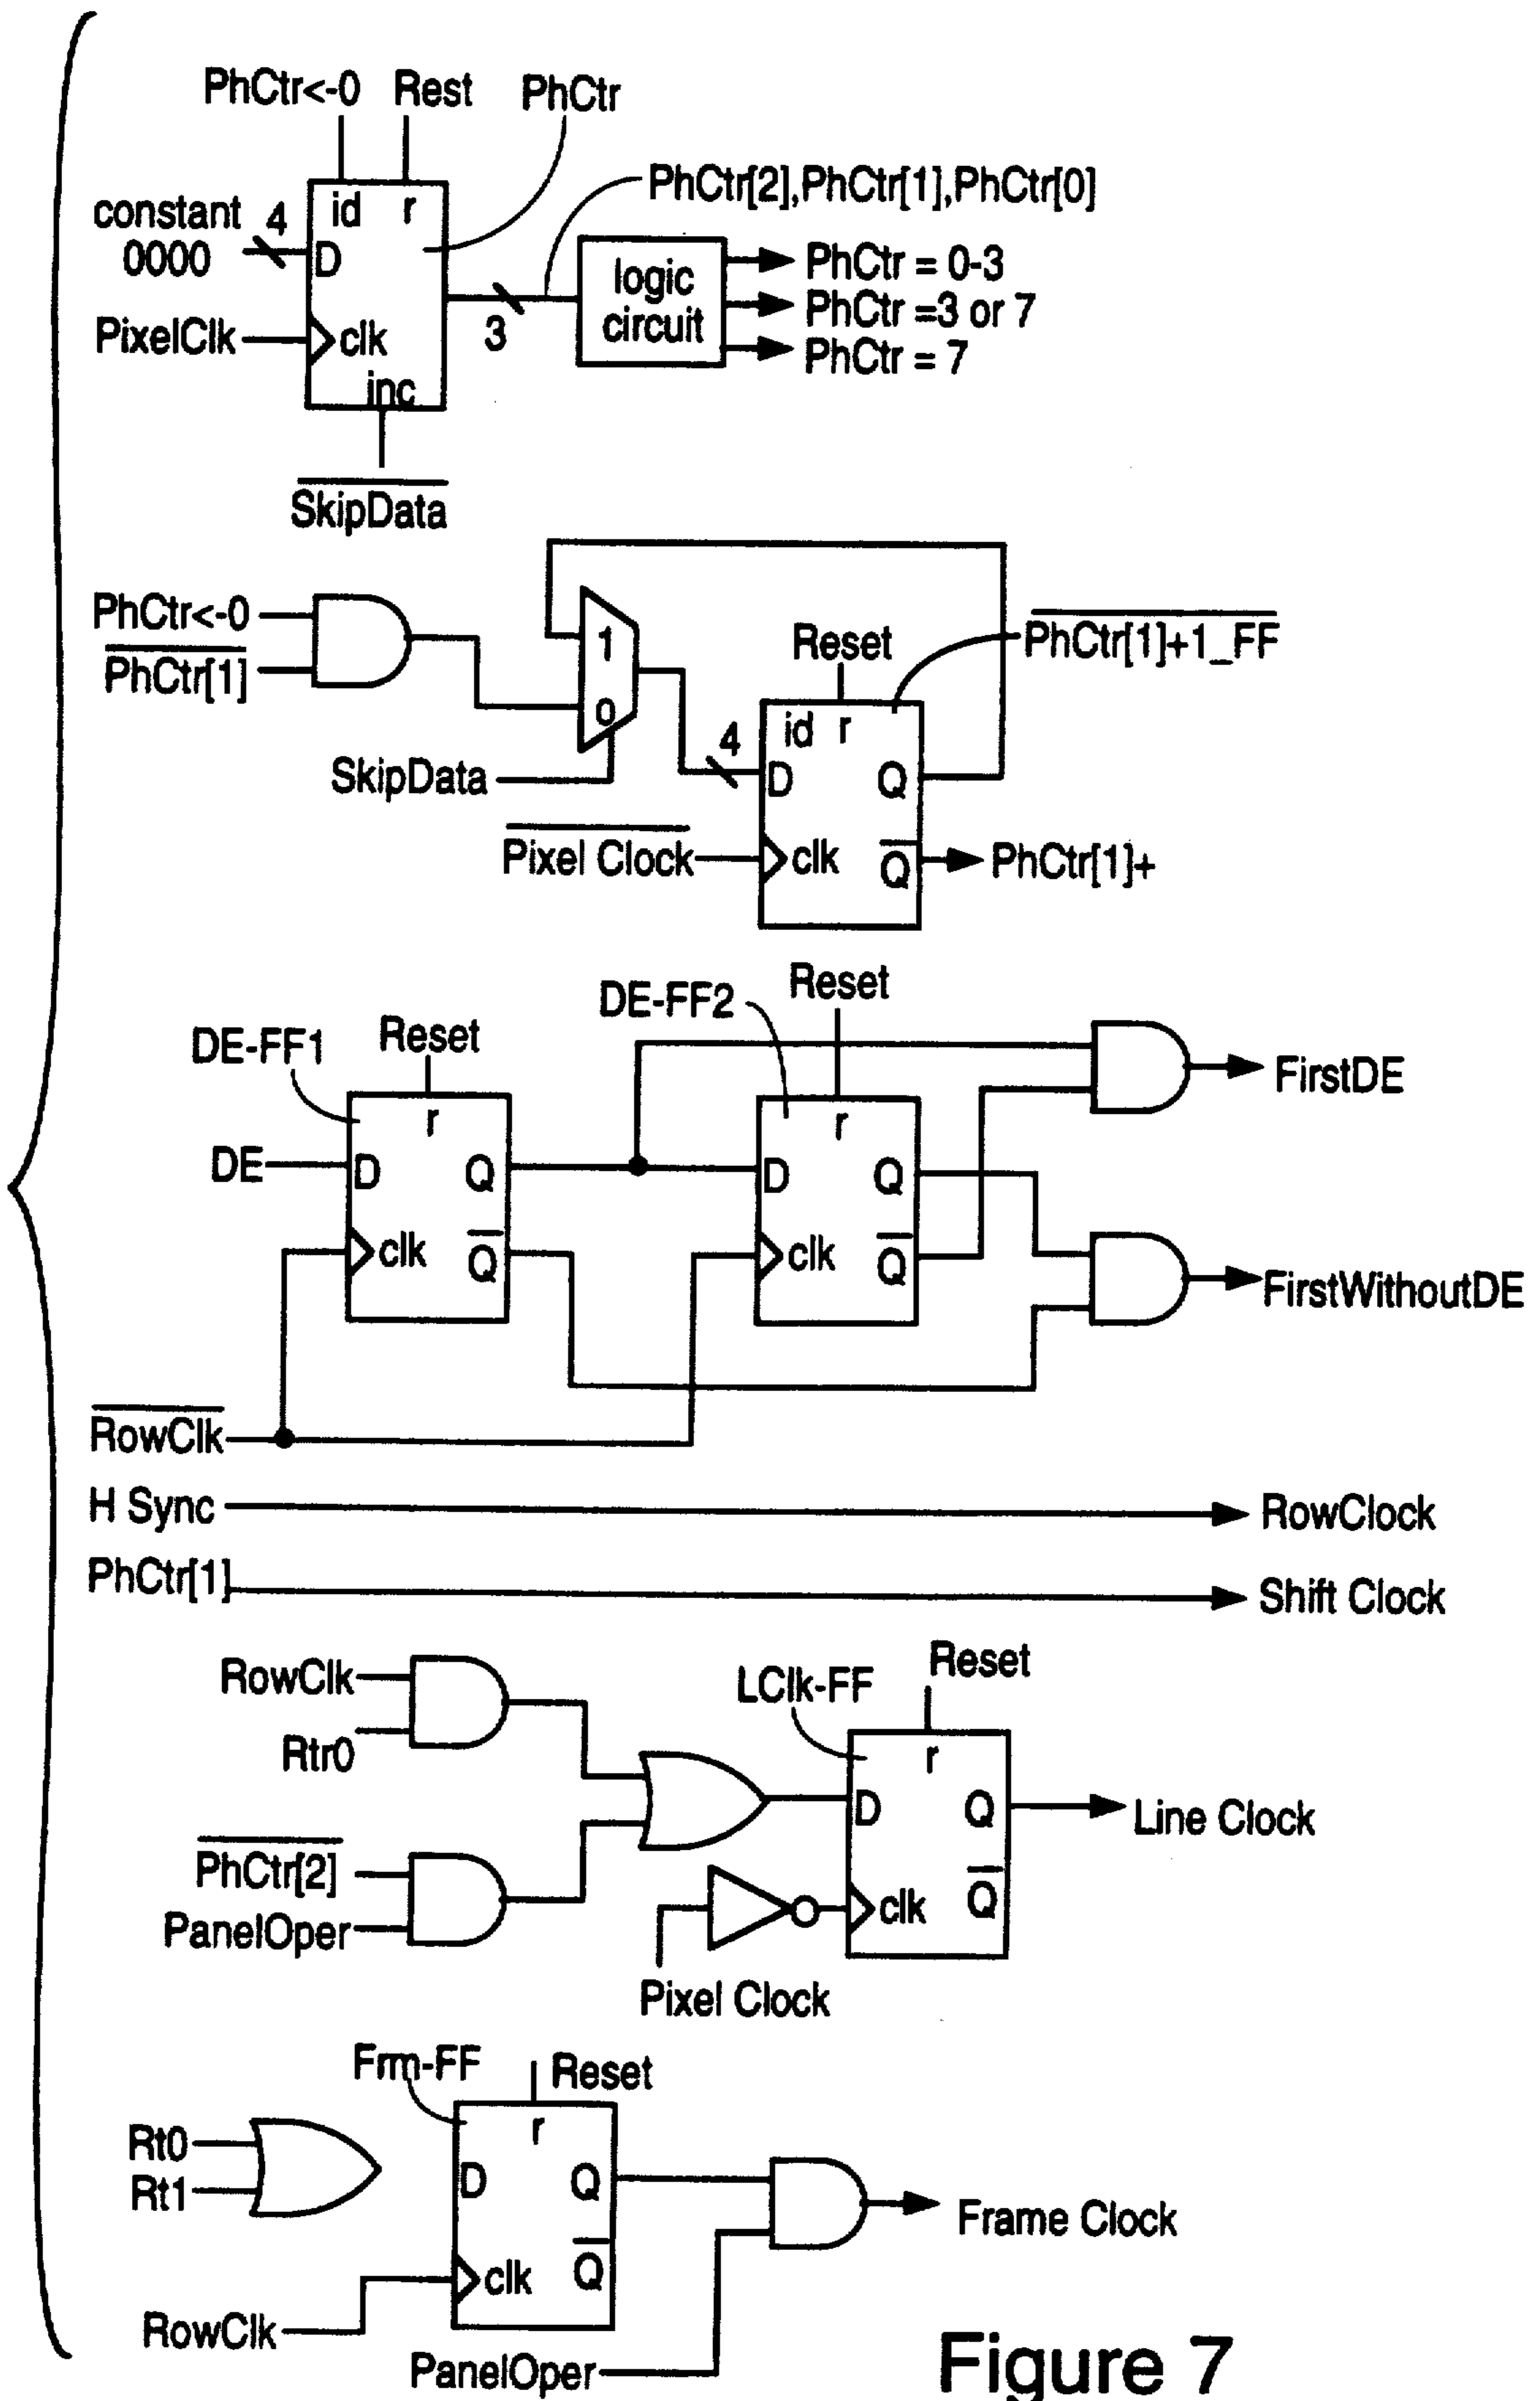 PhCtr<-0 Rest PhCtr
PhCtr[2],PhCtr[1],PhCtr[0]
constant
0000
4
id r
D
PixelClk
clk
inc
3
logic
circuit
PhCtr = 0-3
PhCtr =3 or 7
PhCtr = 7
SkipData
PhCtr<-0
PhCtr[1]
1
0
SkipData
4
Reset
PhCtr[1]+1_FF
id r
D Q
Pixel Clock
clk Q
PhCtr[1]+
DE-FF1
Reset
DE-FF2
Reset
r
r
DE
D Q
D Q
clk Q
clk Q
FirstDE
FirstWithoutDE
RowClk
H Sync
RowClock
PhCtr[1]
Shift Clock
RowClk
Rtr0
LClk-FF
Reset
r
D Q
Line Clock
PhCtr[2]
PanelOper
clk Q
Pixel Clock
Frm-FF
Reset
r
Rt0
Rt1
D Q
clk Q
Frame Clock
RowClk
PanelOper
Figure 7